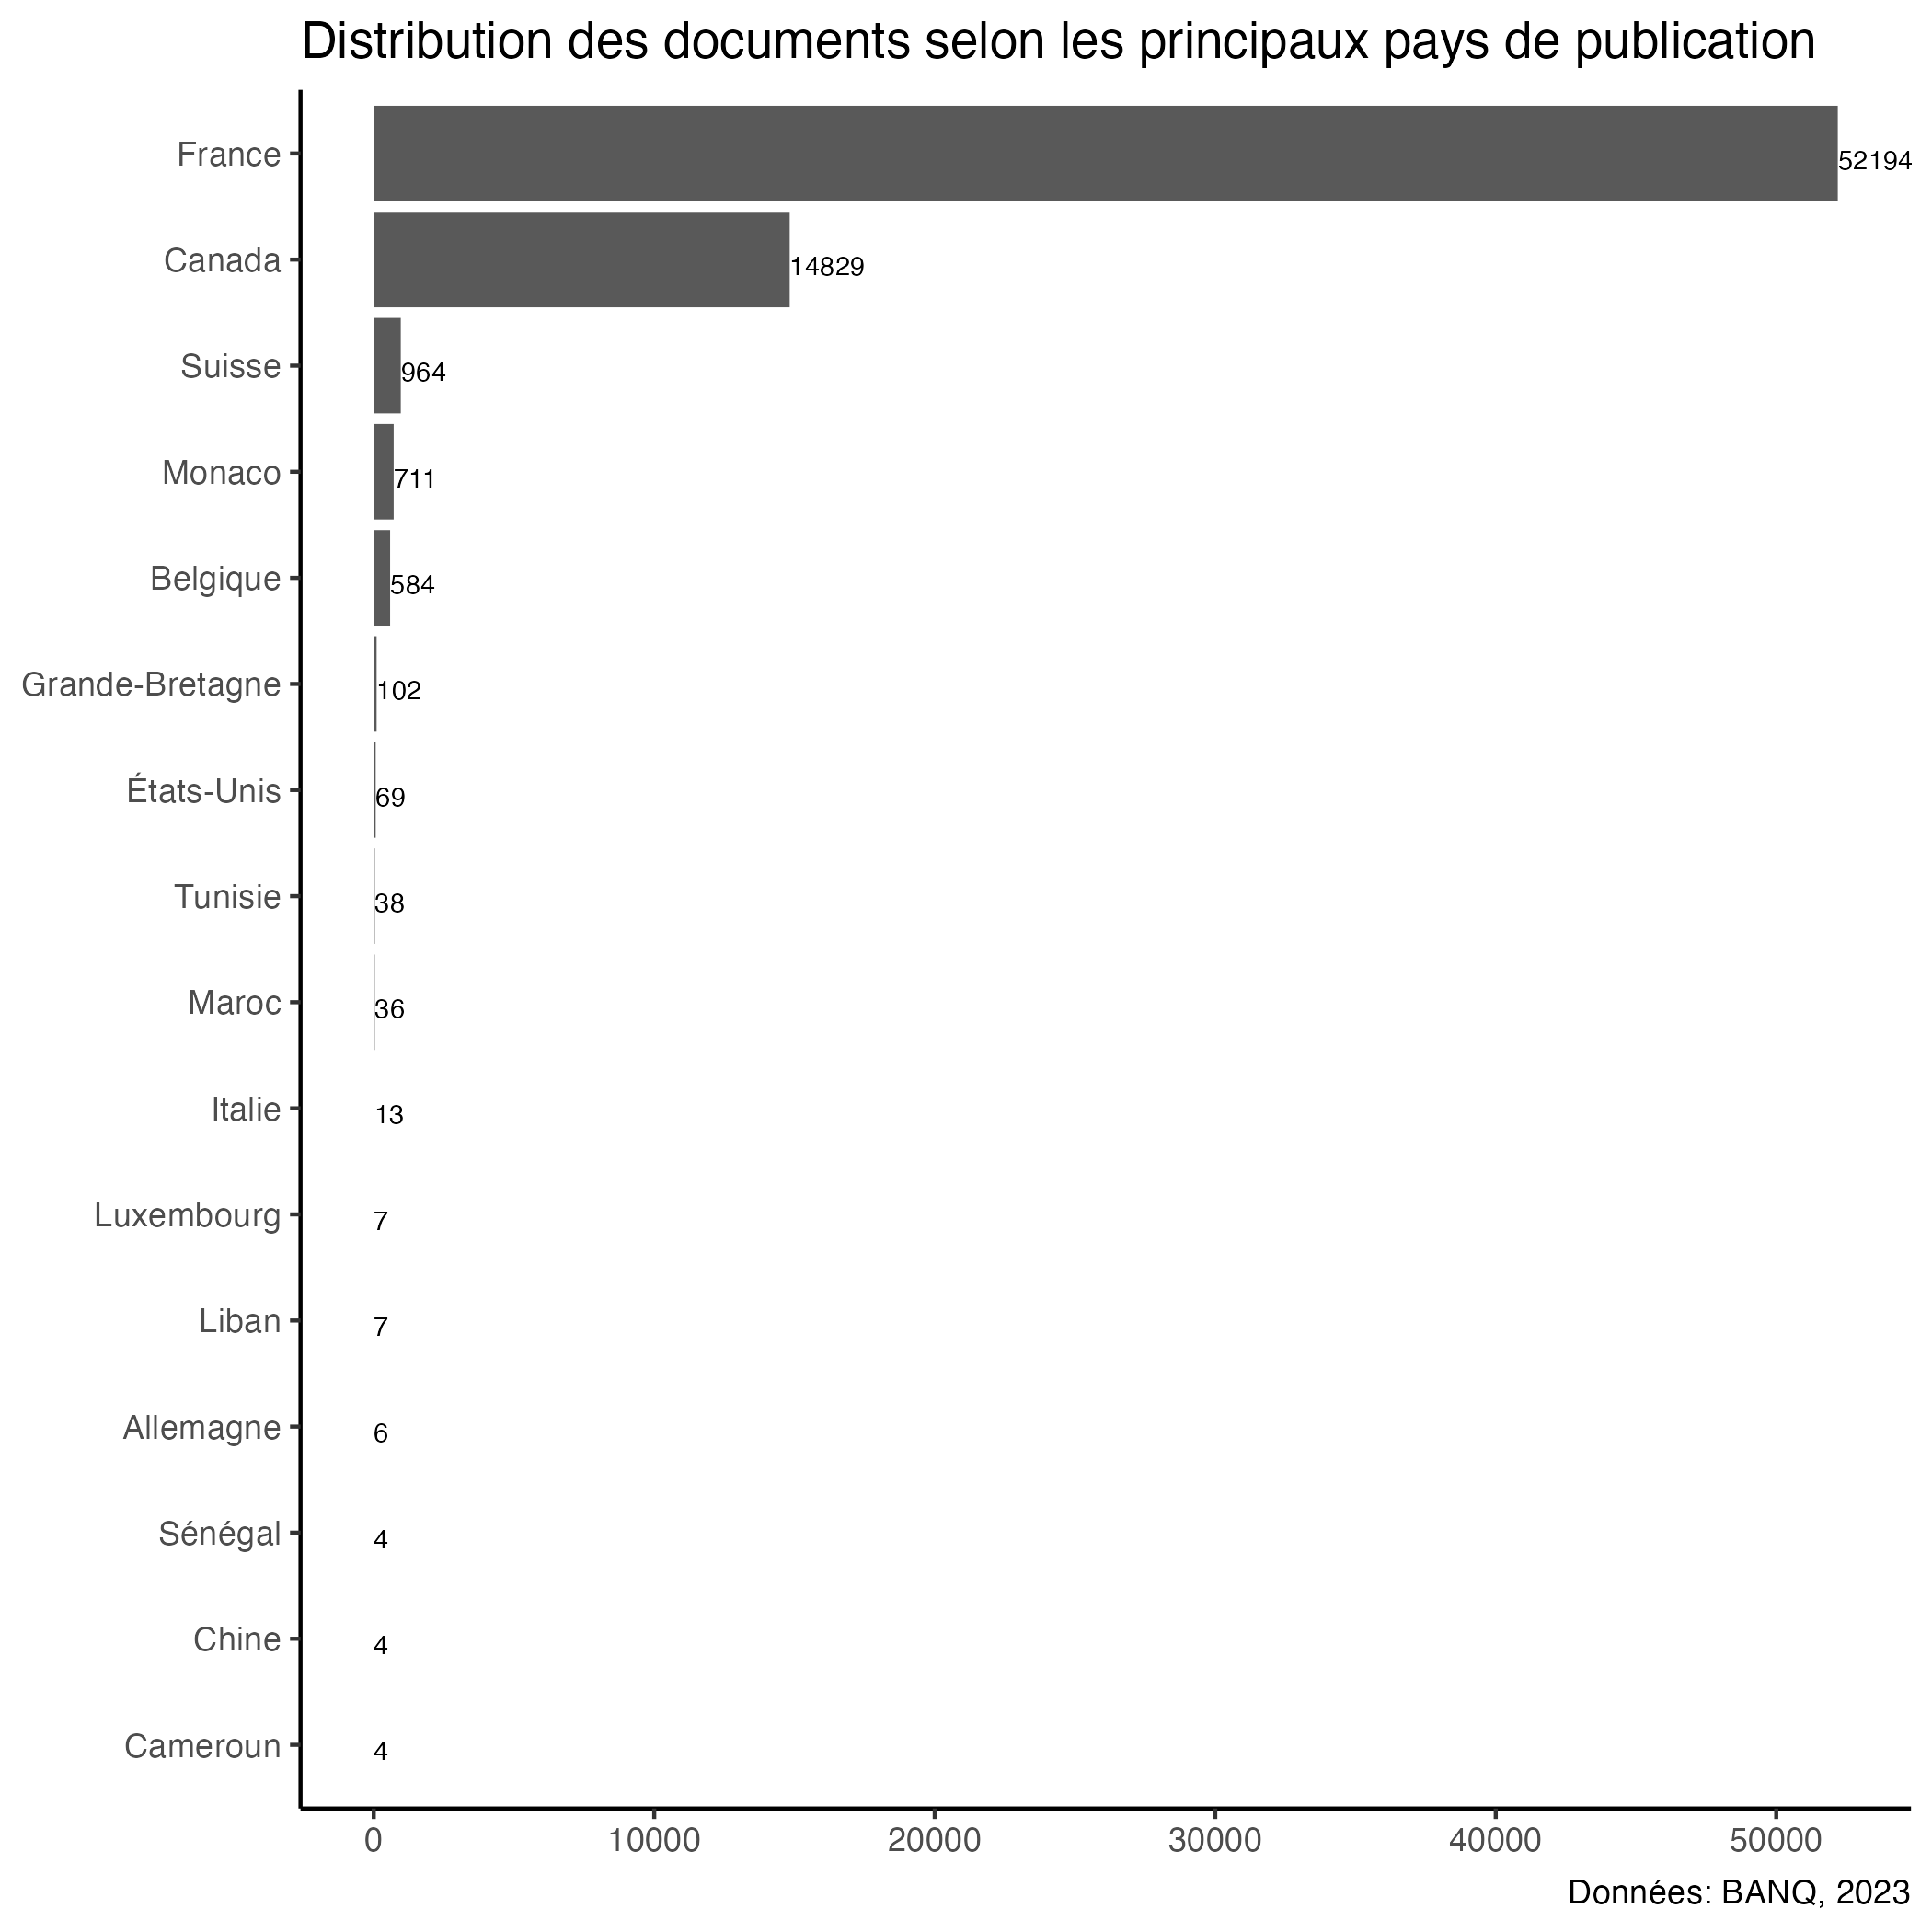 Distribution des documents selon les principaux pays de publication
France 52194
Canada 14829
Suisse 964
Monaco 711
Belgique 584
Grande-Bretagne 102
États-Unis 69
Tunisie 38
Maroc 36
Italie 13
Luxembourg 7
Liban 7
Allemagne 6
Sénégal 4
Chine 4
Cameroun 4
0 10000 20000 30000 40000 50000
Données: BANQ, 2023